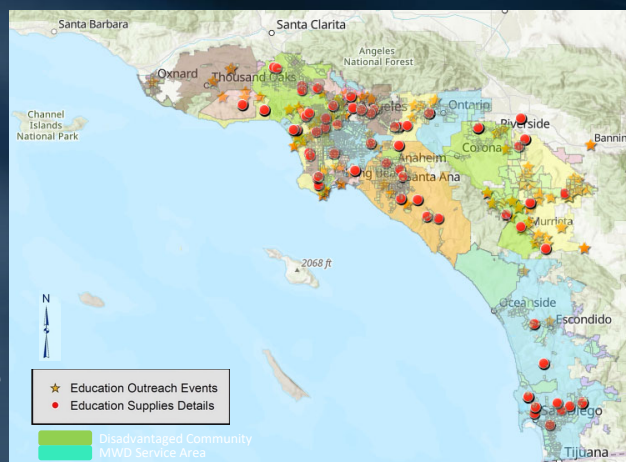 Santa Barbara
Santa Clarita
Angeles
National Forest
Oxnard
Thousand Oaks
Ontario
Riverside
Channel
Islands
National Park
Corona
Bannin
Anaheim
Santa Ana
Murrieta
2068 ft
Oceanside
N
Escondido
Education Outreach Events
Education Supplies Details
Disadvantaged Community
MWD Service Area
Tijuana